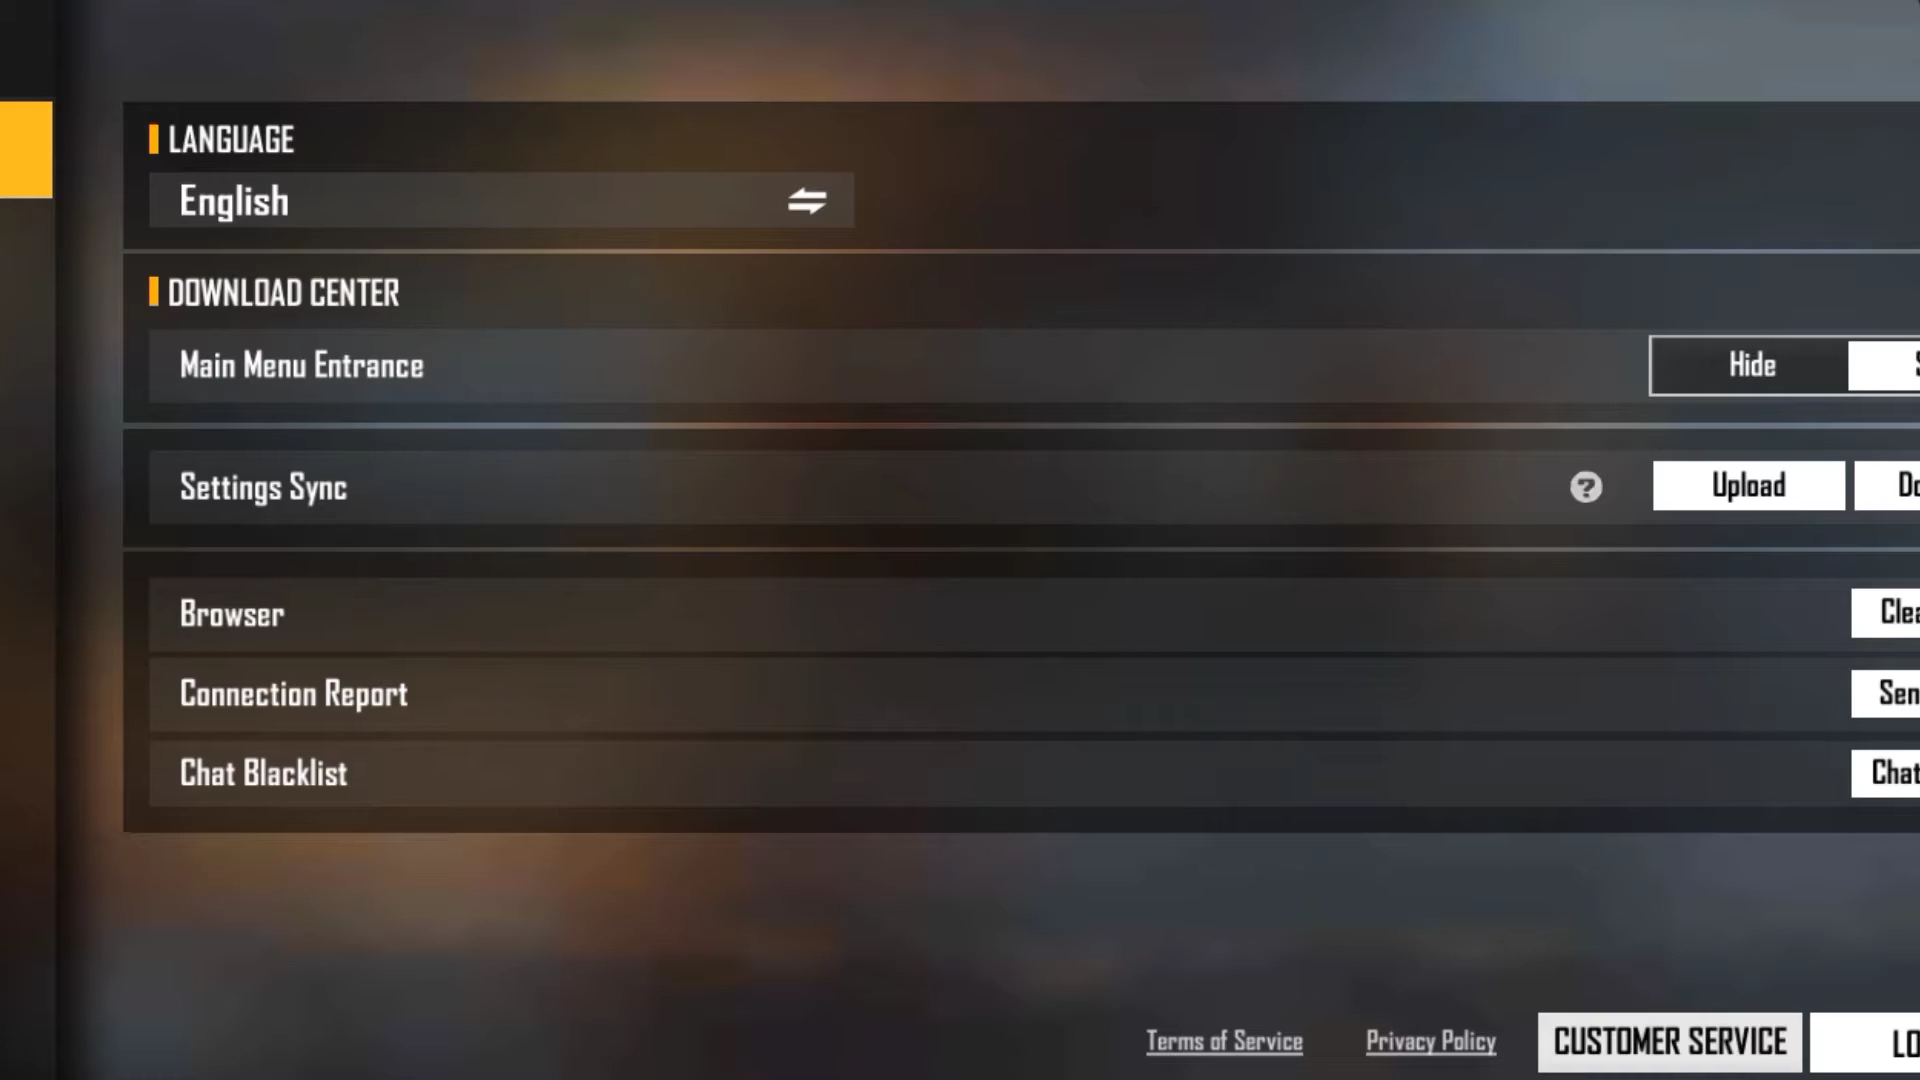 LANGUAGE
English
DOWNLOAD CENTER
Main Menu Entrance
Hide
Settings Sync
?
Upload
Browser
Connection Report
Chat Blacklist
Chat
Terms of Service
Privacy Policy
CUSTOMER SERVICE